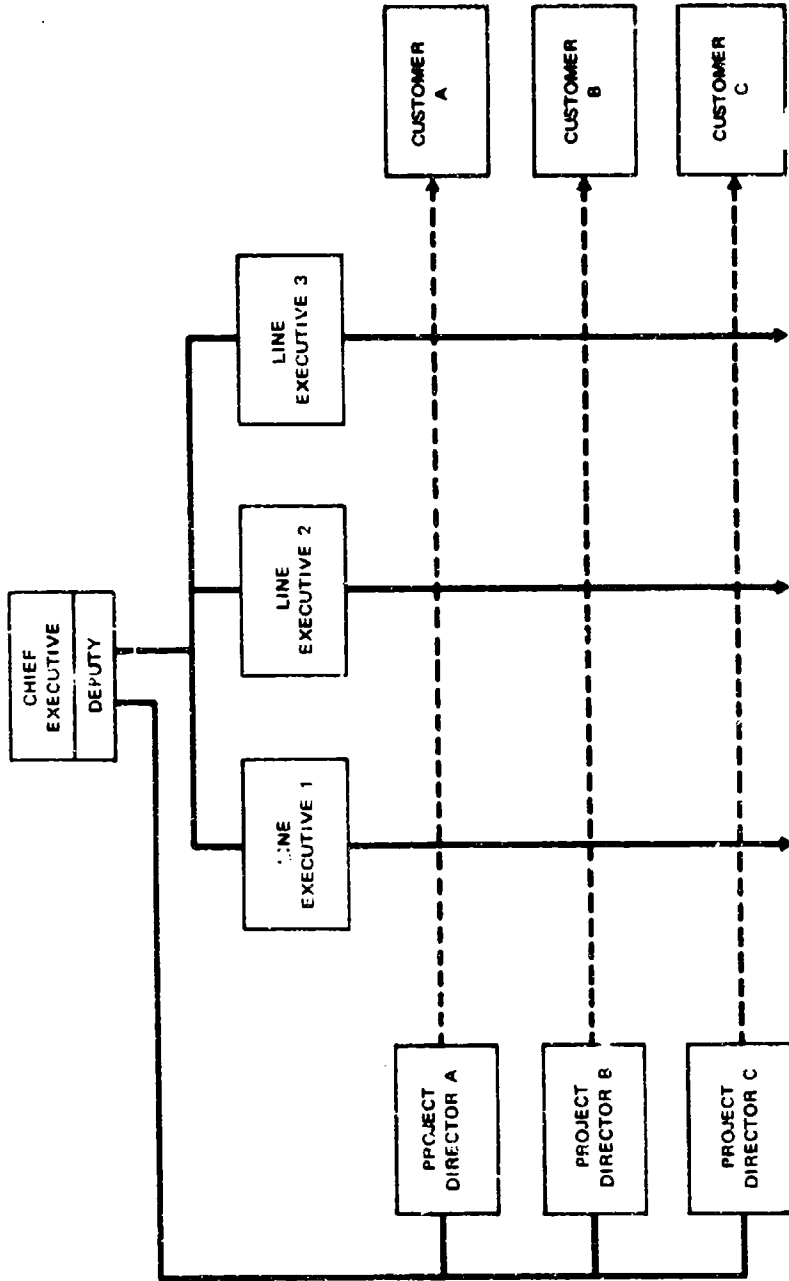 CHIEF
EXECUTIVE
DEPUTY
LINE
EXECUTIVE 1
LINE
EXECUTIVE 2
LINE
EXECUTIVE 3
PROJECT
DIRECTOR A
CUSTOMER
A
PROJECT
DIRECTOR B
CUSTOMER
B
PROJECT
DIRECTOR C
CUSTOMER
C